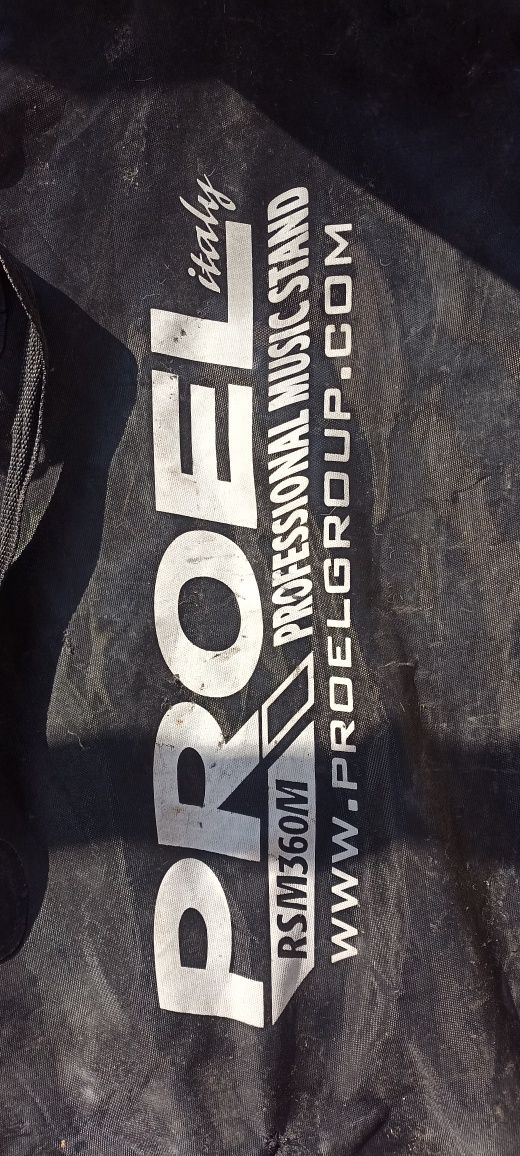 PROEL italy
RSM360M PROFESSIONAL MUSIC STAND
WWW.PROELGROUP.COM